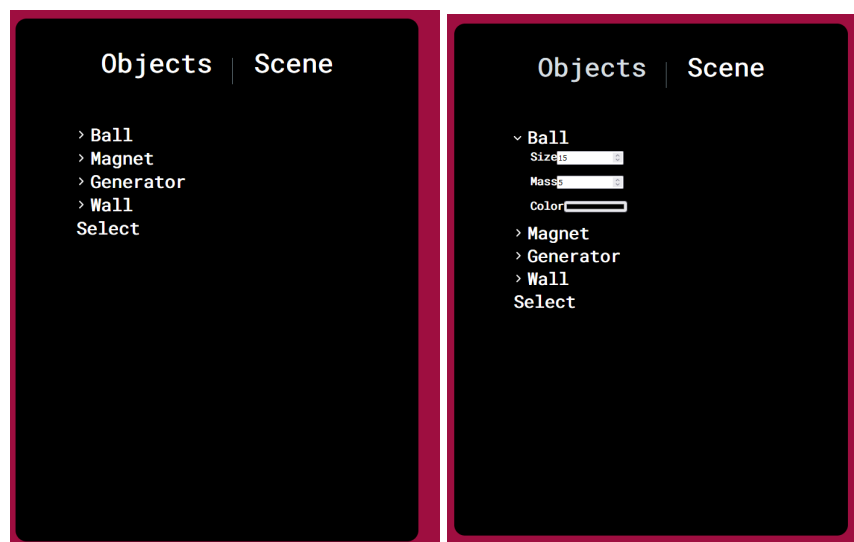 Objects Scene
Ball
Magnet
Generator
Wall
Select
Objects Scene
Ball
Size 15
Mass 5
Color
Magnet
Generator
Wall
Select